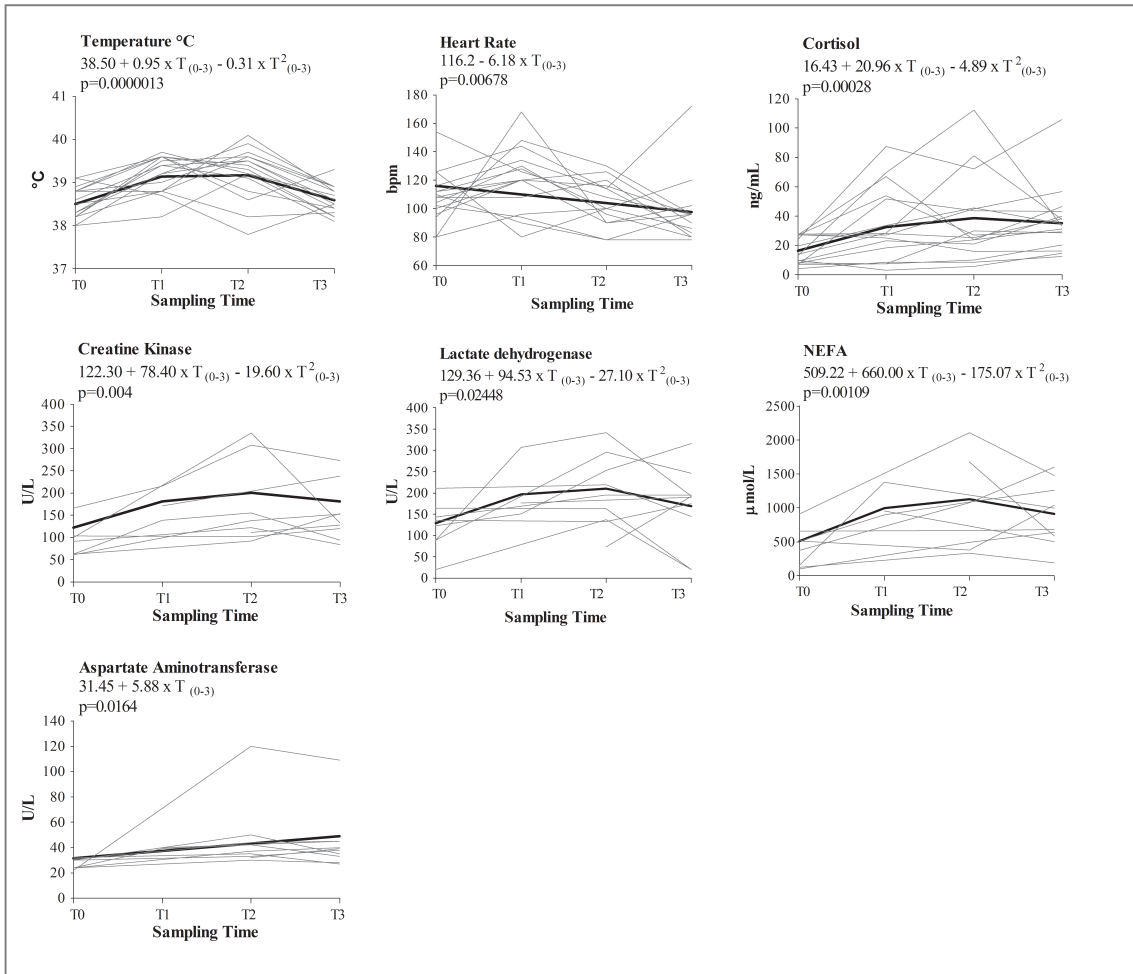 Temperature °C
38.50 + 0.95 x T (0-3) - 0.31 x T²(0-3)
p=0.0000013
41
40
39
38
37
°C
T0 T1 T2 T3
Sampling Time
Heart Rate
116.2 - 6.18 x T (0-3)
p=0.00678
180
160
140
120
100
80
60
bpm
T0 T1 T2 T3
Sampling Time
Cortisol
16.43 + 20.96 x T (0-3) - 4.89 x T²(0-3)
p=0.00028
120
100
80
60
40
20
0
ng/mL
T0 T1 T2 T3
Sampling Time
Creatine Kinase
122.30 + 78.40 x T (0-3) - 19.60 x T²(0-3)
p=0.004
400
350
300
250
200
150
100
50
0
U/L
T0 T1 T2 T3
Sampling Time
Lactate dehydrogenase
129.36 + 94.53 x T (0-3) - 27.10 x T²(0-3)
p=0.02448
400
350
300
250
200
150
100
50
0
U/L
T0 T1 T2 T3
Sampling Time
NEFA
509.22 + 660.00 x T (0-3) - 175.07 x T²(0-3)
p=0.00109
2500
2000
1500
1000
500
0
µmol/L
T0 T1 T2 T3
Sampling Time
Aspartate Aminotransferase
31.45 + 5.88 x T (0-3)
p=0.0164
140
120
100
80
60
40
20
0
U/L
T0 T1 T2 T3
Sampling Time